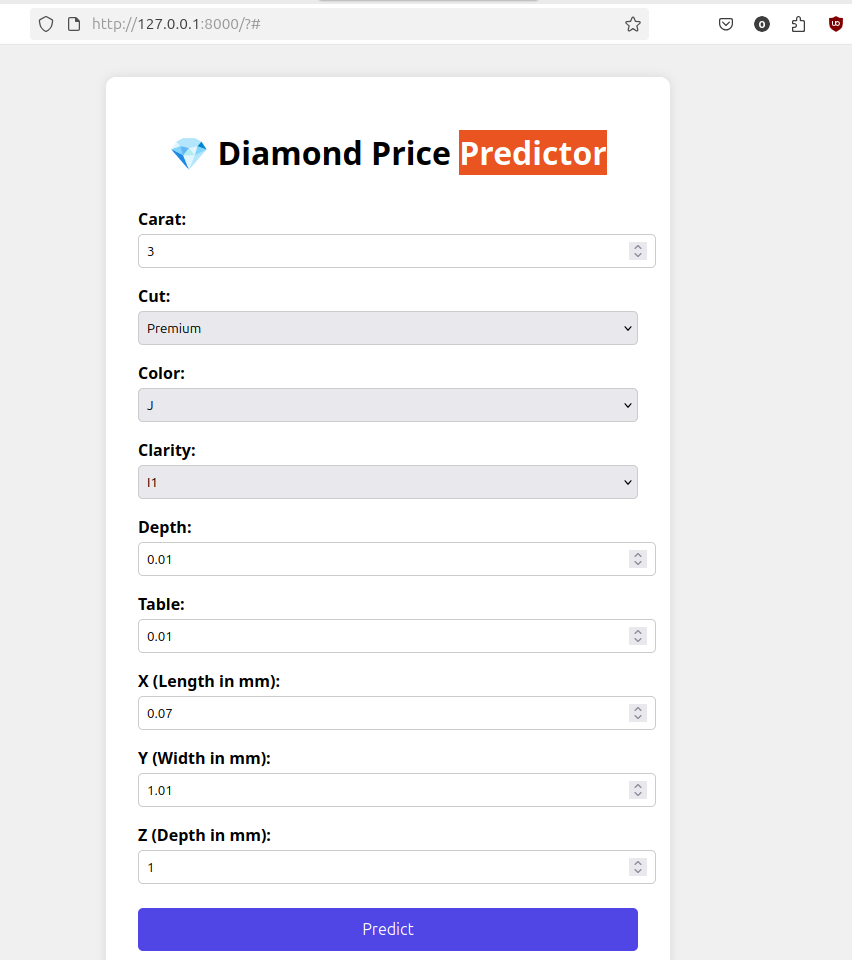 http://127.0.0.1:8000/?#
Diamond Price Predictor
Carat:
3
Cut:
Premium
Color:
J
Clarity:
I1
Depth:
0.01
Table:
0.01
X (Length in mm):
0.07
Y (Width in mm):
1.01
Z (Depth in mm):
1
Predict